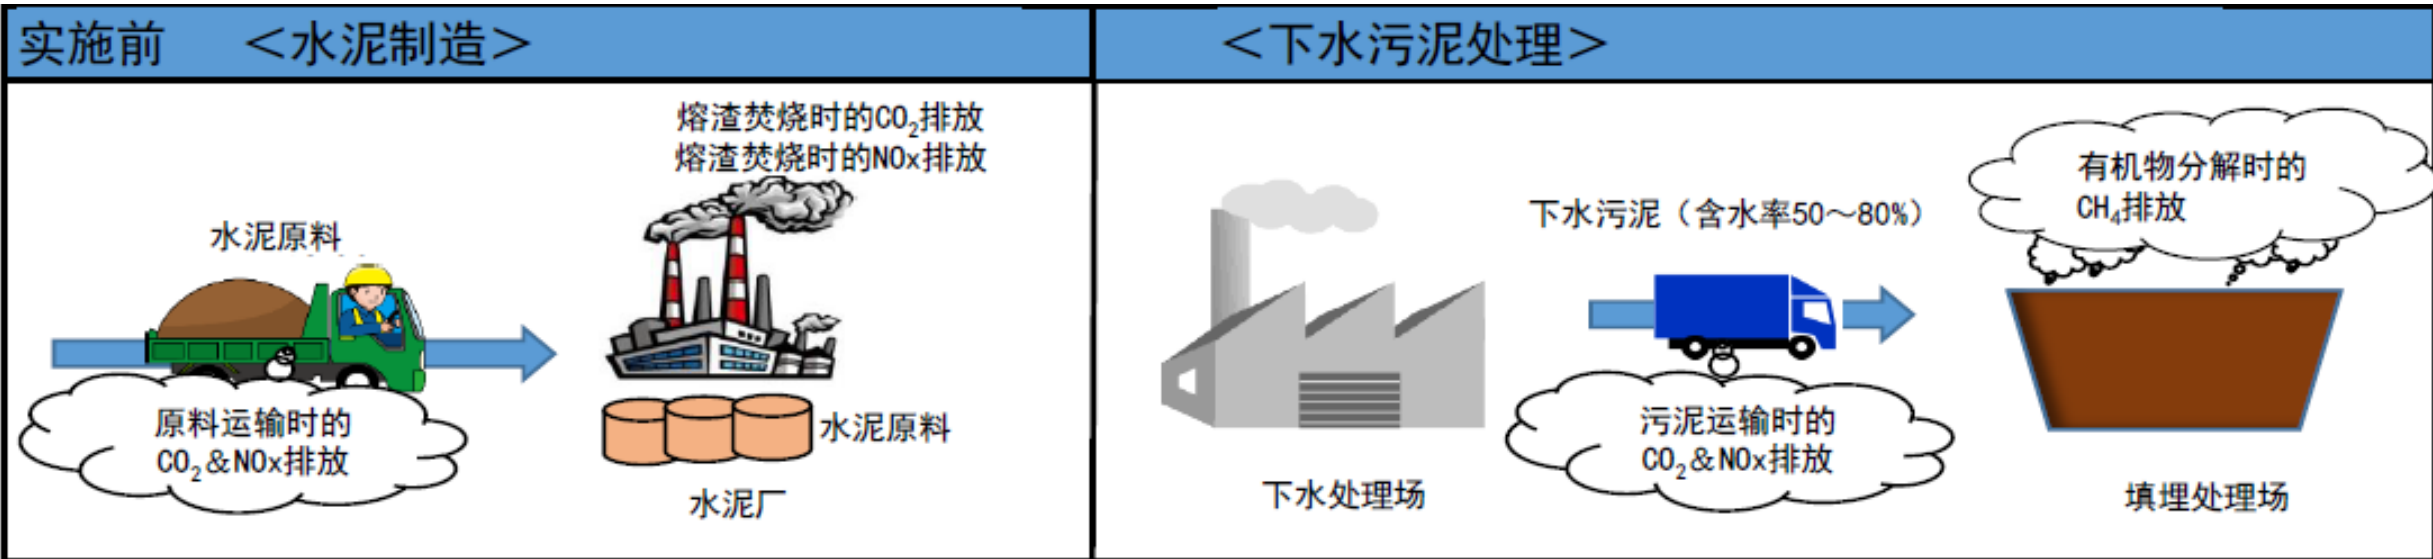 实施前 ＜水泥制造＞
熔渣焚烧时的CO₂排放
熔渣焚烧时的NOx排放
水泥原料
原料运输时的
CO₂＆NOx排放
水泥原料
水泥厂
＜下水污泥处理＞
下水污泥（含水率50～80%）
有机物分解时的
CH₄排放
污泥运输时的
CO₂＆NOx排放
下水处理场
填埋处理场